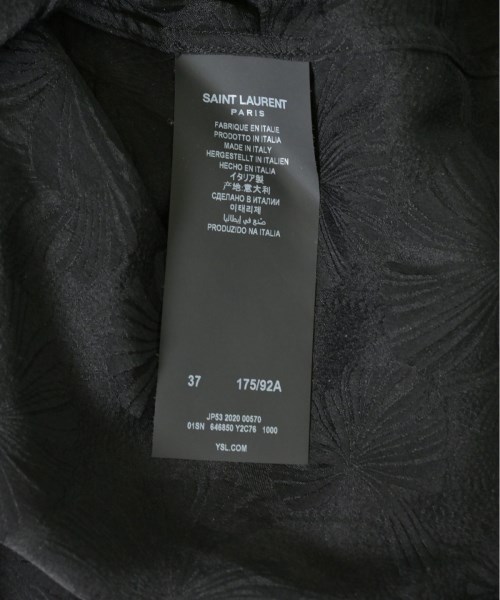 SAINT LAURENT
PARIS
FABRIQUE EN ITALIE
PRODOTTO IN ITALIA
MADE IN ITALY
HERGESTELLT IN ITALIEN
HECHO EN ITALIA
イタリア製
产地:意大利
СДЕЛАНО В ИТАЛИИ
이태리제
صنع في إيطاليا
PRODUZIDO NA ITALIA
37 175/92A
JP53 2020 00570
01SN 646850 Y2C76 1000
YSL.COM